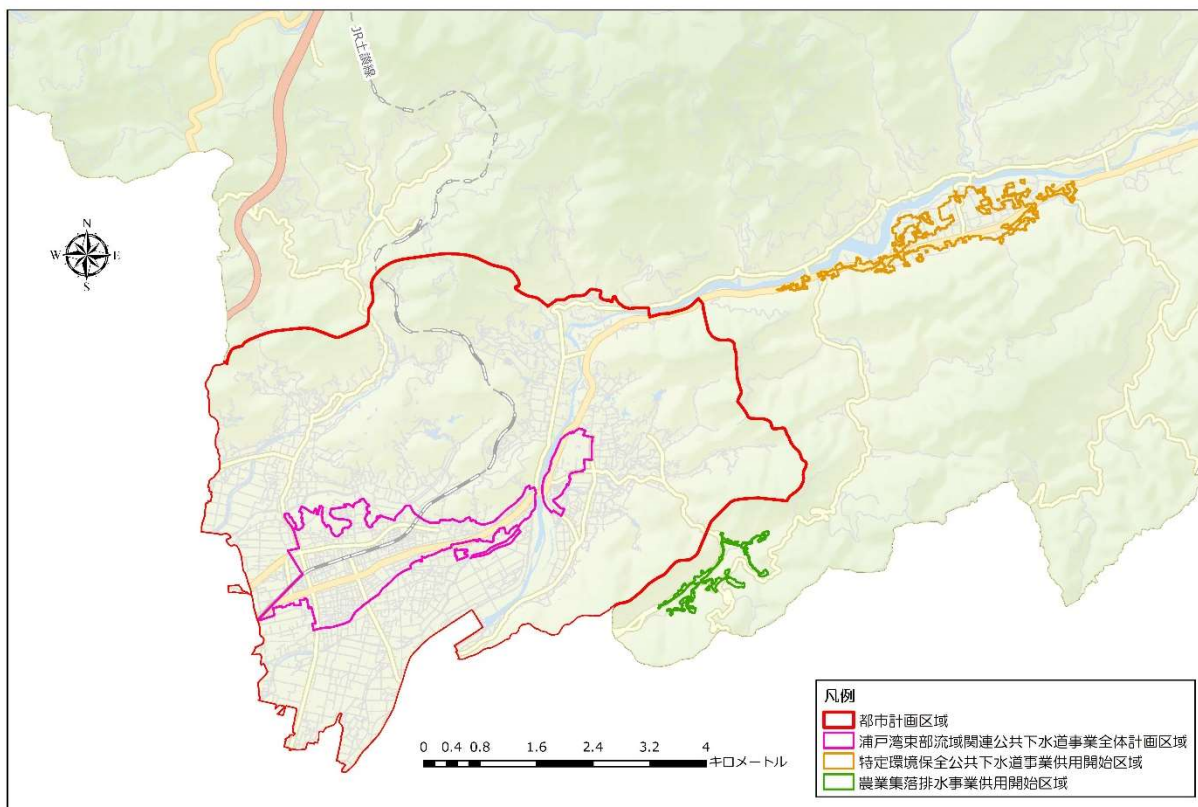 JR土讃線
N
W
E
S
0 0.4 0.8 1.6 2.4 3.2 4
キロメートル
凡例
都市計画区域
浦戸湾東部流域関連公共下水道事業全体計画区域
特定環境保全公共下水道事業供用開始区域
農業集落排水事業供用開始区域